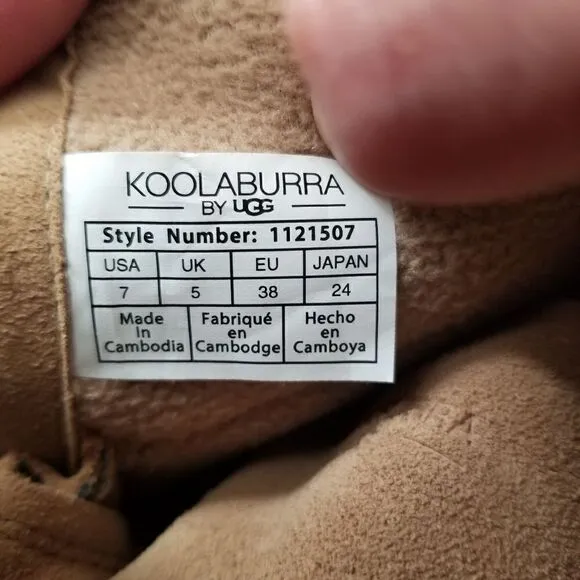 KOOLABURRA
BY UGG
Style Number: 1121507
USA UK EU JAPAN
7 5 38 24
Made Fabriqué Hecho
In en en
Cambodia Cambodge Camboya